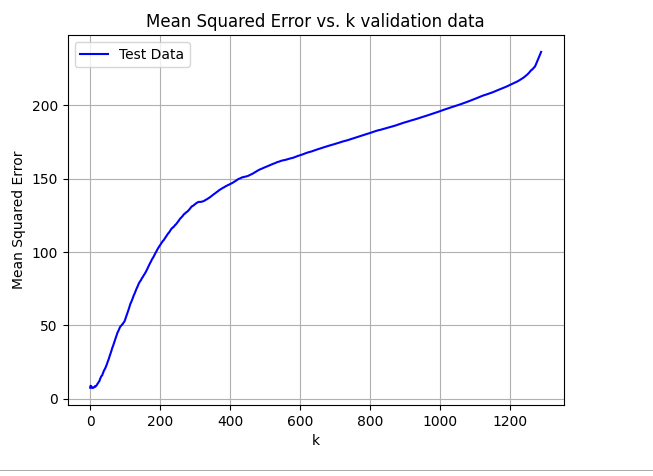 Mean Squared Error vs. k validation data
Test Data
Mean Squared Error
200
150
100
50
0
0 200 400 600 800 1000 1200
k